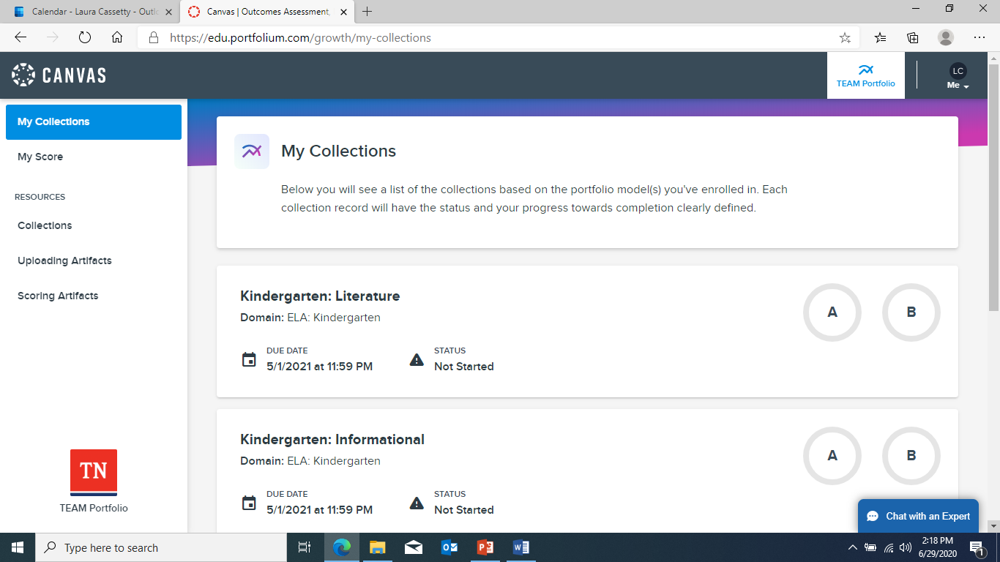 Calendar - Laura Cassetty - Outl
Canvas | Outcomes Assessment,
https://edu.portfolium.com/growth/my-collections
CANVAS
TEAM Portfolio
LC
Me
My Collections
My Score
RESOURCES
Collections
Uploading Artifacts
Scoring Artifacts
TN
TEAM Portfolio
My Collections
Below you will see a list of the collections based on the portfolio model(s) you've enrolled in. Each
collection record will have the status and your progress towards completion clearly defined.
Kindergarten: Literature
Domain: ELA: Kindergarten
DUE DATE
5/1/2021 at 11:59 PM
STATUS
Not Started
A
B
Kindergarten: Informational
Domain: ELA: Kindergarten
DUE DATE
5/1/2021 at 11:59 PM
STATUS
Not Started
A
B
Chat with an Expert
Type here to search
2:18 PM
6/29/2020
1